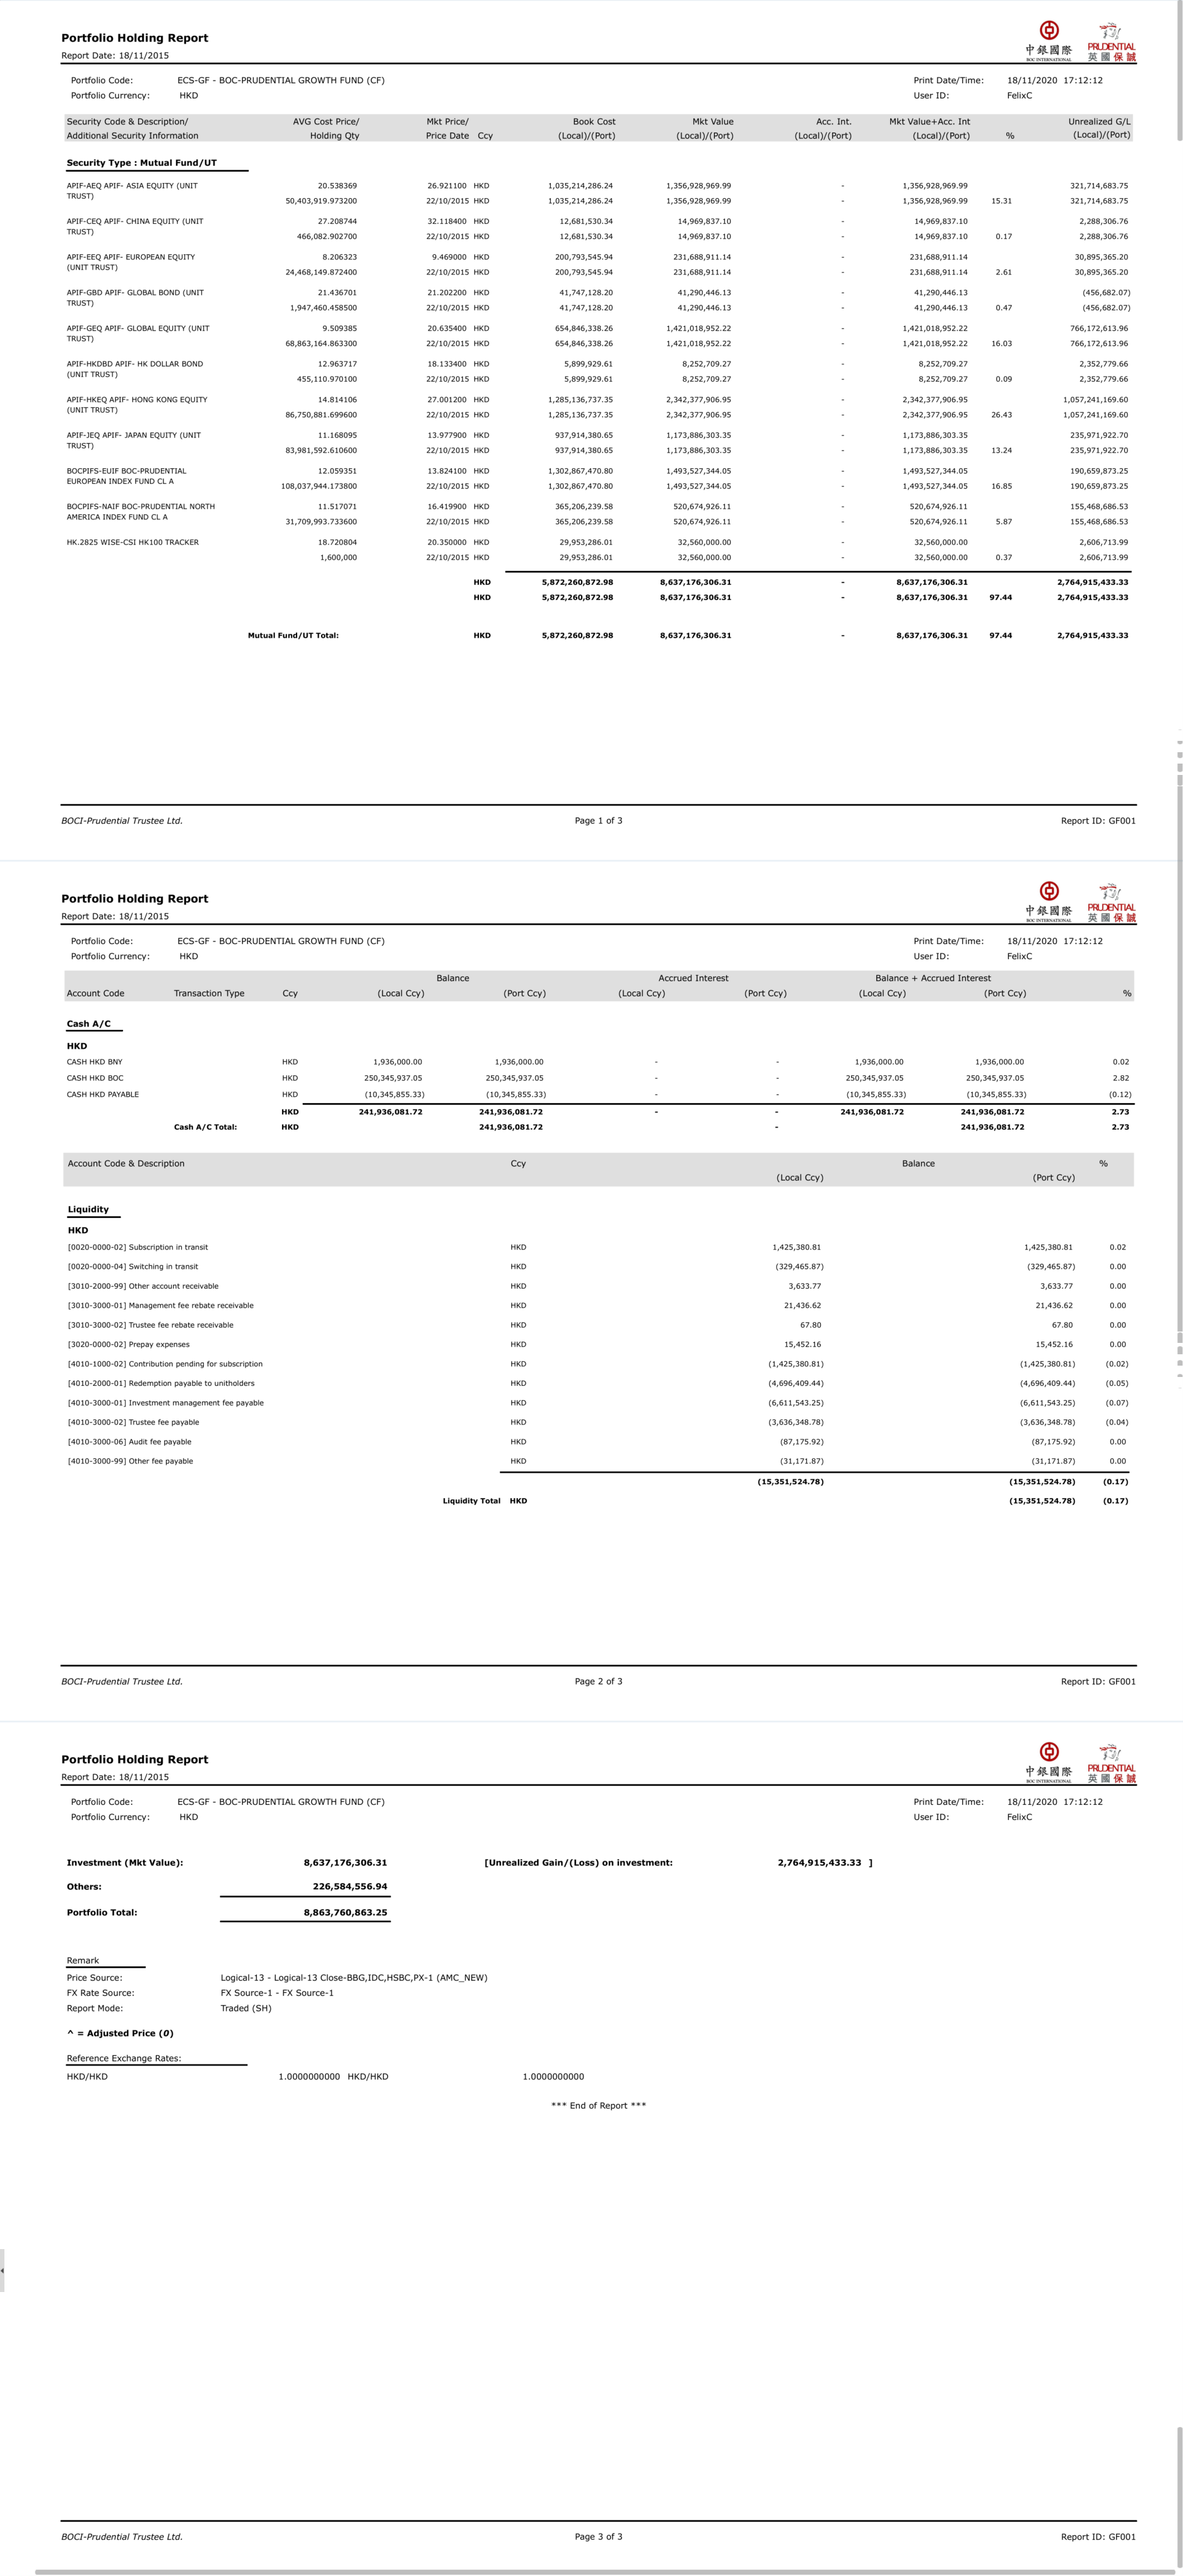 Portfolio Holding Report
Report Date: 18/11/2015
中銀國際 BOC INTERNATIONAL
PRUDENTIAL 英國保誠
Portfolio Code: ECS-GF - BOC-PRUDENTIAL GROWTH FUND (CF) Print Date/Time: 18/11/2020 17:12:12
Portfolio Currency: HKD User ID: FelixC
Security Code & Description/ AVG Cost Price/ Mkt Price/ Book Cost Mkt Value Acc. Int. Mkt Value+Acc. Int Unrealized G/L
Additional Security Information Holding Qty Price Date Ccy (Local)/(Port) (Local)/(Port) (Local)/(Port) (Local)/(Port) % (Local)/(Port)
Security Type : Mutual Fund/UT
APIF-AEQ APIF- ASIA EQUITY (UNIT 20.538369 26.921100 HKD 1,035,214,286.24 1,356,928,969.99 - 1,356,928,969.99 321,714,683.75
TRUST) 50,403,919.973200 22/10/2015 HKD 1,035,214,286.24 1,356,928,969.99 - 1,356,928,969.99 15.31 321,714,683.75
APIF-CEQ APIF- CHINA EQUITY (UNIT 27.208744 32.118400 HKD 12,681,530.34 14,969,837.10 - 14,969,837.10 2,288,306.76
TRUST) 466,082.902700 22/10/2015 HKD 12,681,530.34 14,969,837.10 - 14,969,837.10 0.17 2,288,306.76
APIF-EEQ APIF- EUROPEAN EQUITY 8.206323 9.469000 HKD 200,793,545.94 231,688,911.14 - 231,688,911.14 30,895,365.20
(UNIT TRUST) 24,468,149.872400 22/10/2015 HKD 200,793,545.94 231,688,911.14 - 231,688,911.14 2.61 30,895,365.20
APIF-GBD APIF- GLOBAL BOND (UNIT 21.436701 21.202200 HKD 41,747,128.20 41,290,446.13 - 41,290,446.13 (456,682.07)
TRUST) 1,947,460.458500 22/10/2015 HKD 41,747,128.20 41,290,446.13 - 41,290,446.13 0.47 (456,682.07)
APIF-GEQ APIF- GLOBAL EQUITY (UNIT 9.509385 20.635400 HKD 654,846,338.26 1,421,018,952.22 - 1,421,018,952.22 766,172,613.96
TRUST) 68,863,164.863300 22/10/2015 HKD 654,846,338.26 1,421,018,952.22 - 1,421,018,952.22 16.03 766,172,613.96
APIF-HKDBD APIF- HK DOLLAR BOND 12.963717 18.133400 HKD 5,899,929.61 8,252,709.27 - 8,252,709.27 2,352,779.66
(UNIT TRUST) 455,110.970100 22/10/2015 HKD 5,899,929.61 8,252,709.27 - 8,252,709.27 0.09 2,352,779.66
APIF-HKEQ APIF- HONG KONG EQUITY 14.814106 27.001200 HKD 1,285,136,737.35 2,342,377,906.95 - 2,342,377,906.95 1,057,241,169.60
(UNIT TRUST) 86,750,881.699600 22/10/2015 HKD 1,285,136,737.35 2,342,377,906.95 - 2,342,377,906.95 26.43 1,057,241,169.60
APIF-JEQ APIF- JAPAN EQUITY (UNIT 11.168095 13.977900 HKD 937,914,380.65 1,173,886,303.35 - 1,173,886,303.35 235,971,922.70
TRUST) 83,981,592.610600 22/10/2015 HKD 937,914,380.65 1,173,886,303.35 - 1,173,886,303.35 13.24 235,971,922.70
BOCPIFS-EUIF BOC-PRUDENTIAL 12.059351 13.824100 HKD 1,302,867,470.80 1,493,527,344.05 - 1,493,527,344.05 190,659,873.25
EUROPEAN INDEX FUND CL A 108,037,944.173800 22/10/2015 HKD 1,302,867,470.80 1,493,527,344.05 - 1,493,527,344.05 16.85 190,659,873.25
BOCPIFS-NAIF BOC-PRUDENTIAL NORTH 11.517071 16.419900 HKD 365,206,239.58 520,674,926.11 - 520,674,926.11 155,468,686.53
AMERICA INDEX FUND CL A 31,709,993.733600 22/10/2015 HKD 365,206,239.58 520,674,926.11 - 520,674,926.11 5.87 155,468,686.53
HK.2825 WISE-CSI HK100 TRACKER 18.720804 20.350000 HKD 29,953,286.01 32,560,000.00 - 32,560,000.00 2,606,713.99
1,600,000 22/10/2015 HKD 29,953,286.01 32,560,000.00 - 32,560,000.00 0.37 2,606,713.99
HKD 5,872,260,872.98 8,637,176,306.31 - 8,637,176,306.31 2,764,915,433.33
HKD 5,872,260,872.98 8,637,176,306.31 - 8,637,176,306.31 97.44 2,764,915,433.33
Mutual Fund/UT Total: HKD 5,872,260,872.98 8,637,176,306.31 - 8,637,176,306.31 97.44 2,764,915,433.33
BOCI-Prudential Trustee Ltd. Page 1 of 3 Report ID: GF001
Portfolio Holding Report
Report Date: 18/11/2015
中銀國際 BOC INTERNATIONAL
PRUDENTIAL 英國保誠
Portfolio Code: ECS-GF - BOC-PRUDENTIAL GROWTH FUND (CF) Print Date/Time: 18/11/2020 17:12:12
Portfolio Currency: HKD User ID: FelixC
Balance Accrued Interest Balance + Accrued Interest
Account Code Transaction Type Ccy (Local Ccy) (Port Ccy) (Local Ccy) (Port Ccy) (Local Ccy) (Port Ccy) %
Cash A/C
HKD
CASH HKD BNY HKD 1,936,000.00 1,936,000.00 - - 1,936,000.00 1,936,000.00 0.02
CASH HKD BOC HKD 250,345,937.05 250,345,937.05 - - 250,345,937.05 250,345,937.05 2.82
CASH HKD PAYABLE HKD (10,345,855.33) (10,345,855.33) - - (10,345,855.33) (10,345,855.33) (0.12)
HKD 241,936,081.72 241,936,081.72 - - 241,936,081.72 241,936,081.72 2.73
Cash A/C Total: HKD 241,936,081.72 - 241,936,081.72 2.73
Account Code & Description Ccy Balance %
(Local Ccy) (Port Ccy)
Liquidity
HKD
[0020-0000-02] Subscription in transit HKD 1,425,380.81 1,425,380.81 0.02
[0020-0000-04] Switching in transit HKD (329,465.87) (329,465.87) 0.00
[3010-2000-99] Other account receivable HKD 3,633.77 3,633.77 0.00
[3010-3000-01] Management fee rebate receivable HKD 21,436.62 21,436.62 0.00
[3010-3000-02] Trustee fee rebate receivable HKD 67.80 67.80 0.00
[3020-0000-02] Prepay expenses HKD 15,452.16 15,452.16 0.00
[4010-1000-02] Contribution pending for subscription HKD (1,425,380.81) (1,425,380.81) (0.02)
[4010-2000-01] Redemption payable to unitholders HKD (4,696,409.44) (4,696,409.44) (0.05)
[4010-3000-01] Investment management fee payable HKD (6,611,543.25) (6,611,543.25) (0.07)
[4010-3000-02] Trustee fee payable HKD (3,636,348.78) (3,636,348.78) (0.04)
[4010-3000-06] Audit fee payable HKD (87,175.92) (87,175.92) 0.00
[4010-3000-99] Other fee payable HKD (31,171.87) (31,171.87) 0.00
(15,351,524.78) (15,351,524.78) (0.17)
Liquidity Total HKD (15,351,524.78) (0.17)
BOCI-Prudential Trustee Ltd. Page 2 of 3 Report ID: GF001
Portfolio Holding Report
Report Date: 18/11/2015
中銀國際 BOC INTERNATIONAL
PRUDENTIAL 英國保誠
Portfolio Code: ECS-GF - BOC-PRUDENTIAL GROWTH FUND (CF) Print Date/Time: 18/11/2020 17:12:12
Portfolio Currency: HKD User ID: FelixC
Investment (Mkt Value): 8,637,176,306.31 [Unrealized Gain/(Loss) on investment: 2,764,915,433.33 ]
Others: 226,584,556.94
Portfolio Total: 8,863,760,863.25
Remark
Price Source: Logical-13 - Logical-13 Close-BBG,IDC,HSBC,PX-1 (AMC_NEW)
FX Rate Source: FX Source-1 - FX Source-1
Report Mode: Traded (SH)
^ = Adjusted Price (0)
Reference Exchange Rates:
HKD/HKD 1.0000000000 HKD/HKD 1.0000000000
*** End of Report ***
BOCI-Prudential Trustee Ltd. Page 3 of 3 Report ID: GF001